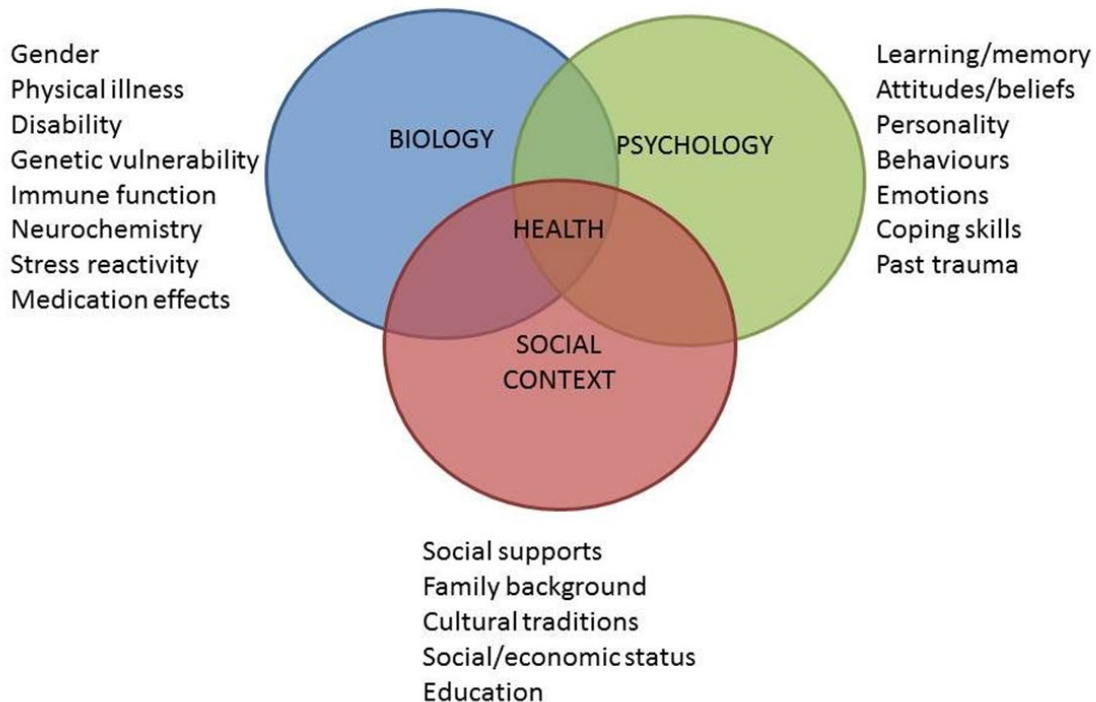 Gender
Physical illness
Disability
Genetic vulnerability
Immune function
Neurochemistry
Stress reactivity
Medication effects
BIOLOGY
PSYCHOLOGY
HEALTH
SOCIAL
CONTEXT
Learning/memory
Attitudes/beliefs
Personality
Behaviours
Emotions
Coping skills
Past trauma
Social supports
Family background
Cultural traditions
Social/economic status
Education